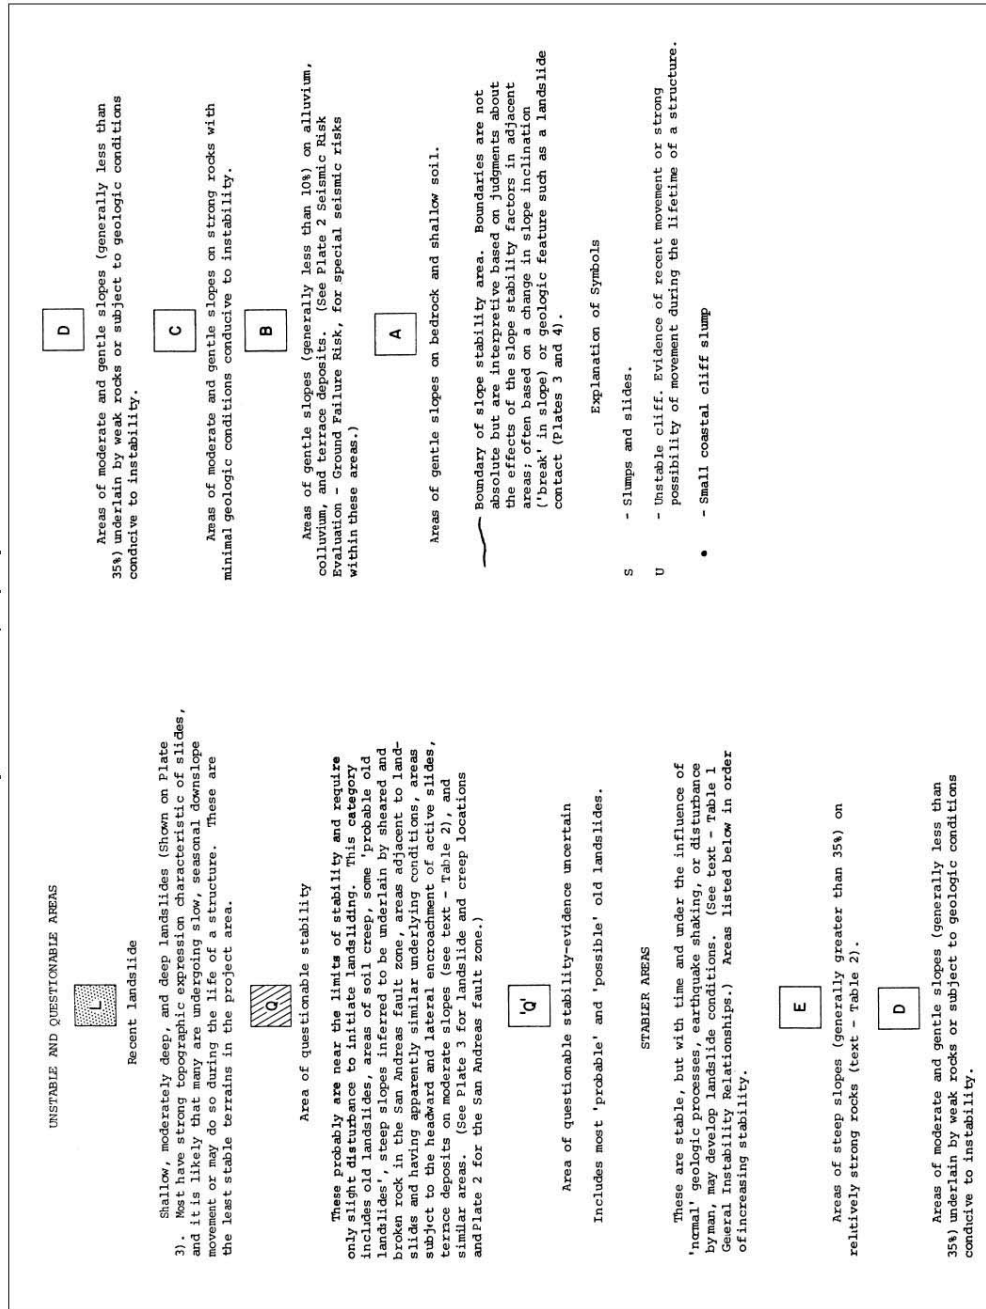 UNSTABLE AND QUESTIONABLE AREAS
L
Recent landslide
Shallow, moderately deep, and deep landslides (Shown on Plate
3). Most have strong topographic expression characteristic of slides,
and it is likely that many are undergoing slow, seasonal downslope
movement or may do so during the life of a structure. These are
the least stable terrains in the project area.
Q
Area of questionable stability
These probably are near the limits of stability and require
only slight disturbance to initiate landsliding. This category
includes old landslides, areas of soil creep, some 'probable old
landslides', steep slopes inferred to be underlain by sheared and
broken rock in the San Andreas fault zone, areas adjacent to land-
slides and having apparently similar underlying conditions, areas
subject to the headward and lateral encroachment of active slides,
terrace deposits on moderate slopes (see text - Table 2), and
similar areas. (See Plate 3 for landslide and creep locations
and Plate 2 for the San Andreas fault zone.)
'Q'
Area of questionable stability-evidence uncertain
Includes most 'probable' and 'possible' old landslides.
STABLER AREAS
These are stable, but with time and under the influence of
'normal' geologic processes, earthquake shaking, or disturbance
by man, may develop landslide conditions. (See text - Table 1
General Instability Relationships.) Areas listed below in order
of increasing stability.
E
Areas of steep slopes (generally greater than 35%) on
relitively strong rocks (text - Table 2).
D
Areas of moderate and gentle slopes (generally less than
35%) underlain by weak rocks or subject to geologic conditions
condicive to instability.
D
Areas of moderate and gentle slopes (generally less than
35%) underlain by weak rocks or subject to geologic conditions
condicive to instability.
C
Areas of moderate and gentle slopes on strong rocks with
minimal geologic conditions conducive to instability.
B
Areas of gentle slopes (generally less than 10%) on alluvium,
colluvium, and terrace deposits. (See Plate 2 Seismic Risk
Evaluation - Ground Failure Risk, for special seismic risks
within these areas.)
A
Areas of gentle slopes on bedrock and shallow soil.
Boundary of slope stability area. Boundaries are not
absolute but are interpretive based on judgments about
the effects of the slope stability factors in adjacent
areas; often based on a change in slope inclination
('break' in slope) or geologic feature such as a landslide
contact (Plates 3 and 4).
Explanation of Symbols
S - Slumps and slides.
U - Unstable cliff. Evidence of recent movement or strong
possibility of movement during the lifetime of a structure.
• - Small coastal cliff slump